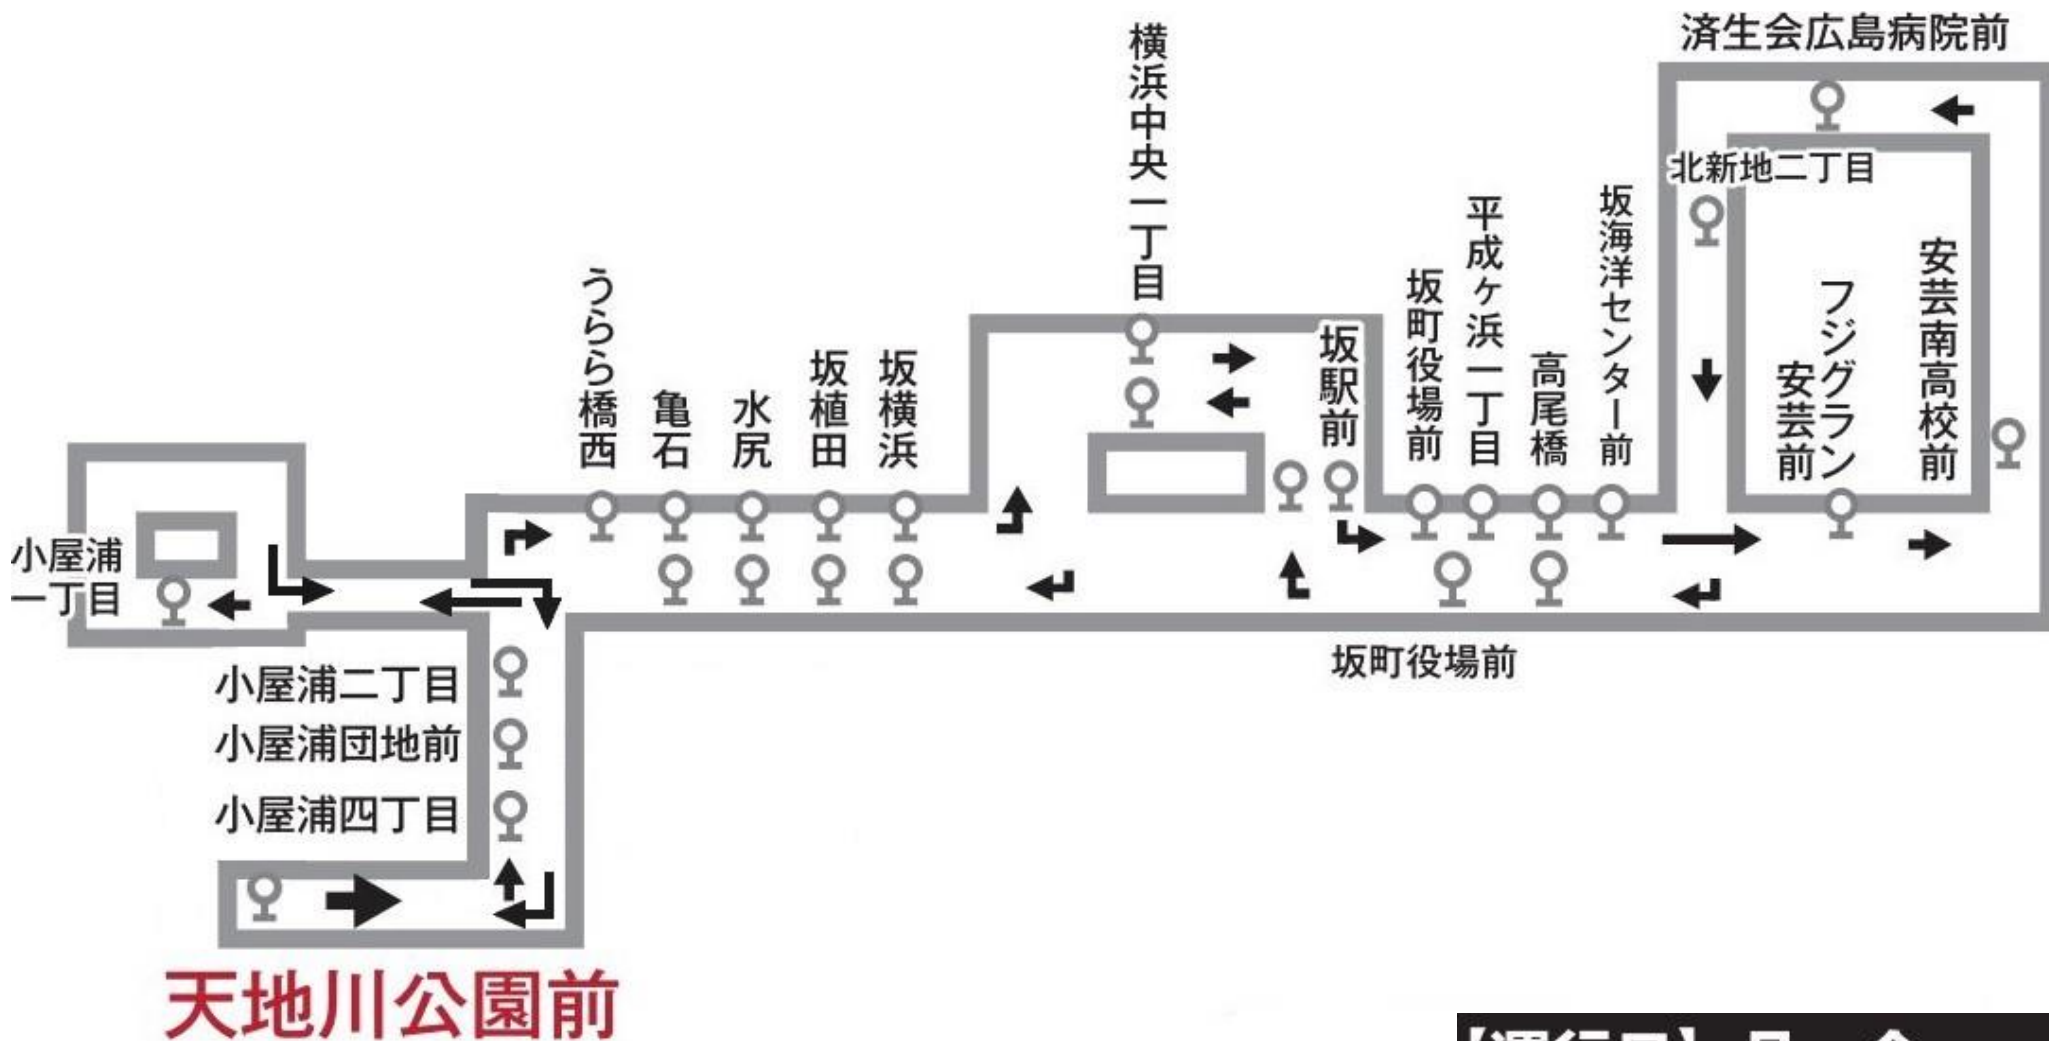 済生会広島病院前
横浜中央一丁目
北新地二丁目
坂海洋センター前
平成ヶ浜一丁目
安芸南高校前
うらら橋西
坂町役場前
フジグラン
安芸前
坂駅前
高尾橋
坂植田
坂横浜
亀石
水尻
小屋浦
一丁目
小屋浦二丁目
坂町役場前
小屋浦団地前
小屋浦四丁目
天地川公園前